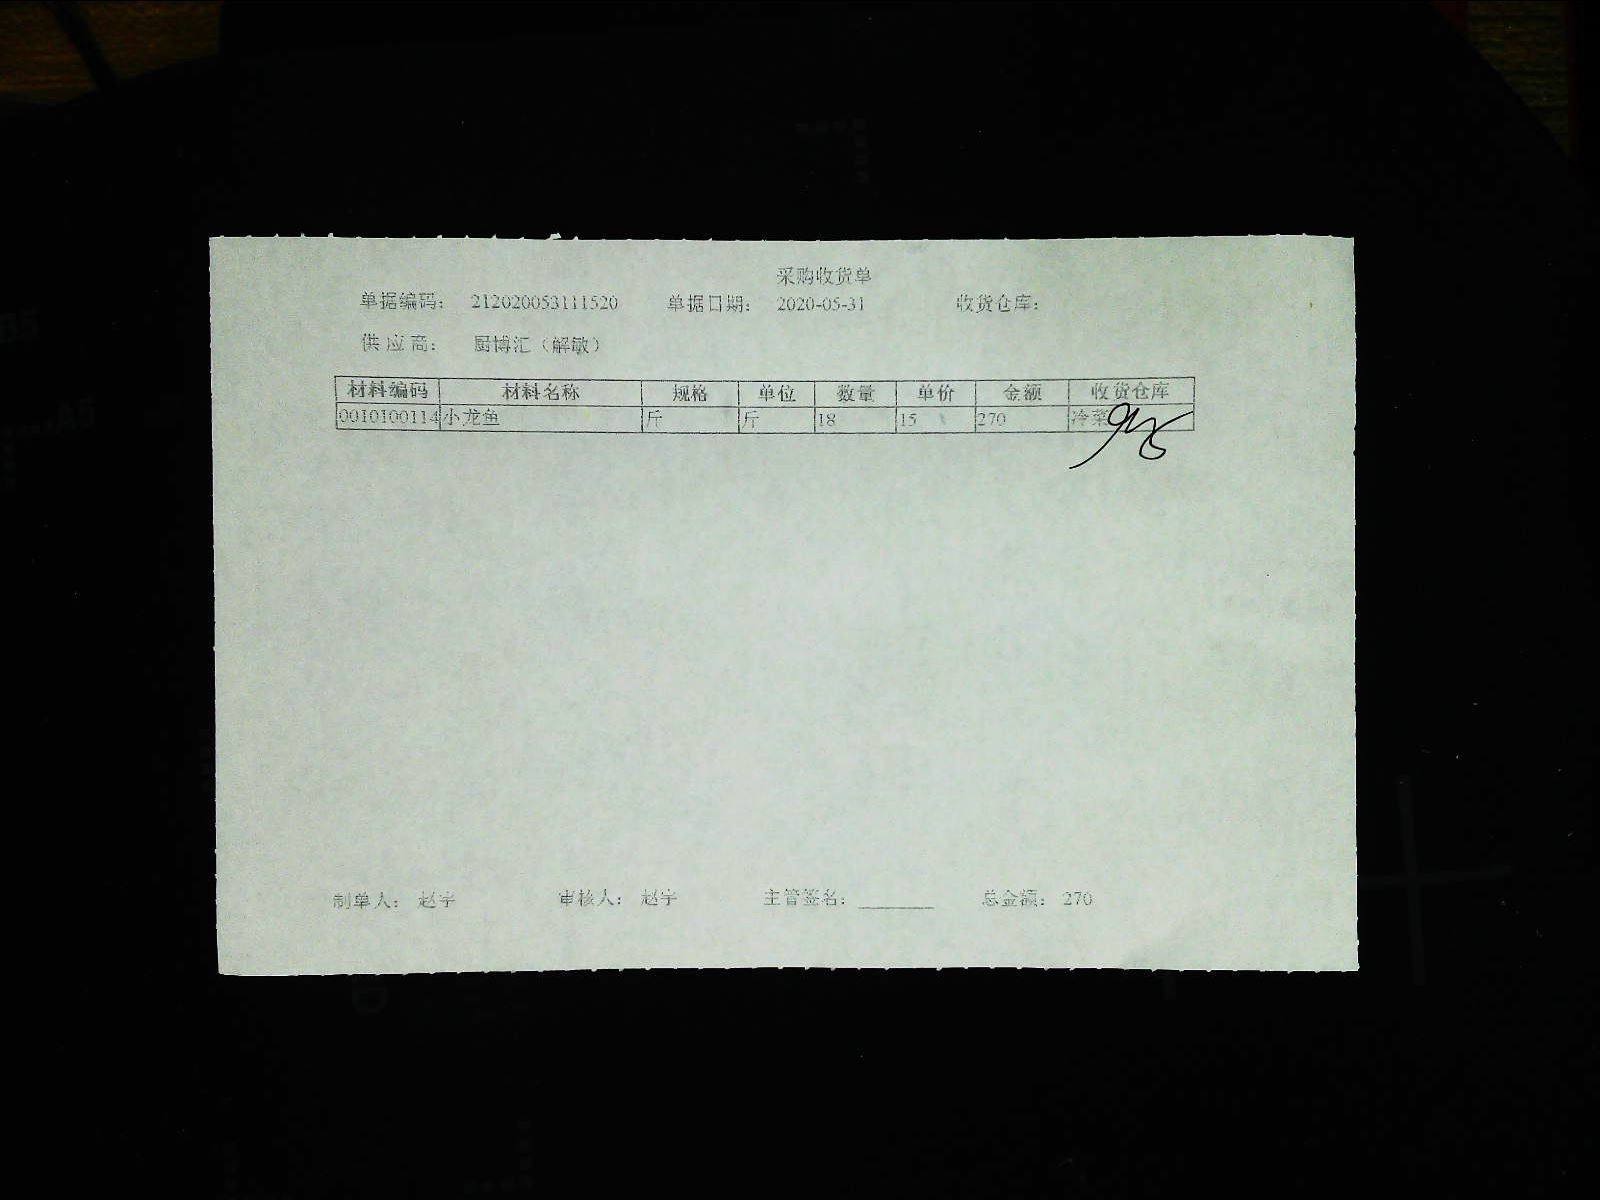 采购收货单
单据编码： 212020053111520 单据日期： 2020-05-31 收货仓库：
供应商： 厨博汇（解敏）
材料编码 材料名称 规格 单位 数量 单价 金额 收货仓库
0010100114 小龙鱼 斤 斤 18 15 270 冷菜
制单人： 赵宇 审核人： 赵宇 主管签名： 总金额： 270